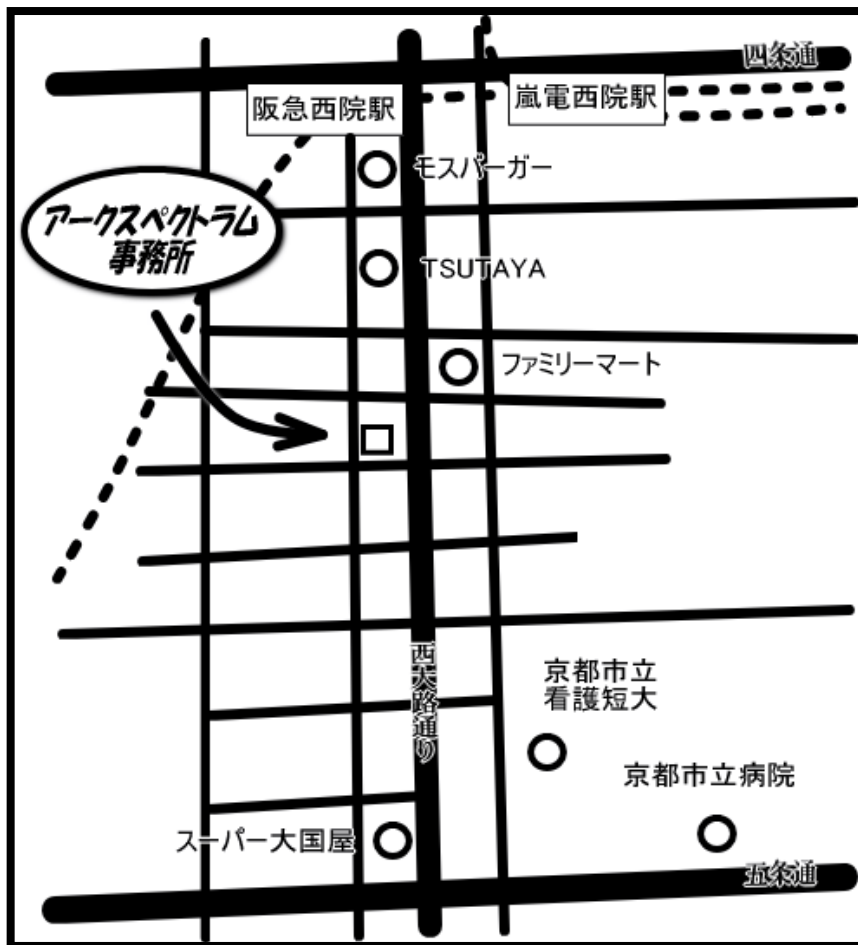 四条通
阪急西院駅
嵐電西院駅
モスバーガー
アークスペクトラム
事務所
TSUTAYA
ファミリーマート
西大路通り
京都市立
看護短大
京都市立病院
スーパー大国屋
五条通